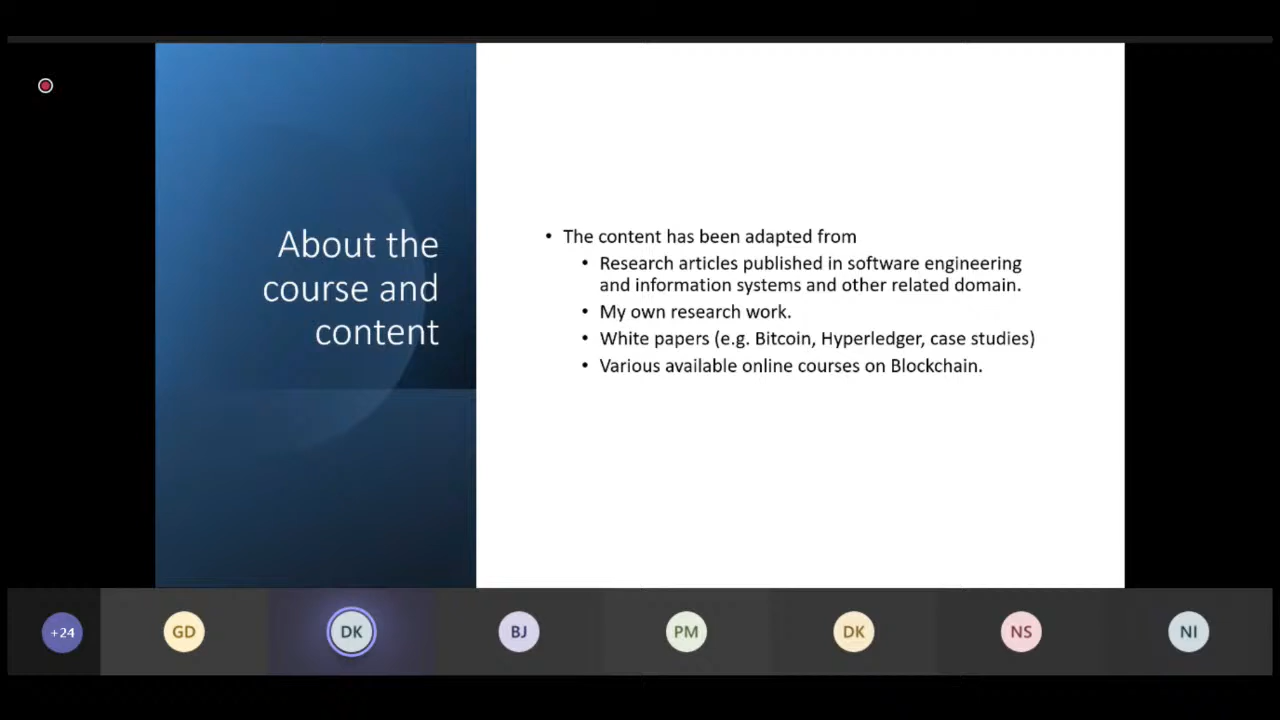 About the
course and
content
• The content has been adapted from
• Research articles published in software engineering
and information systems and other related domain.
• My own research work.
• White papers (e.g. Bitcoin, Hyperledger, case studies)
• Various available online courses on Blockchain.
+24
GD
DK
BJ
PM
DK
NS
NI